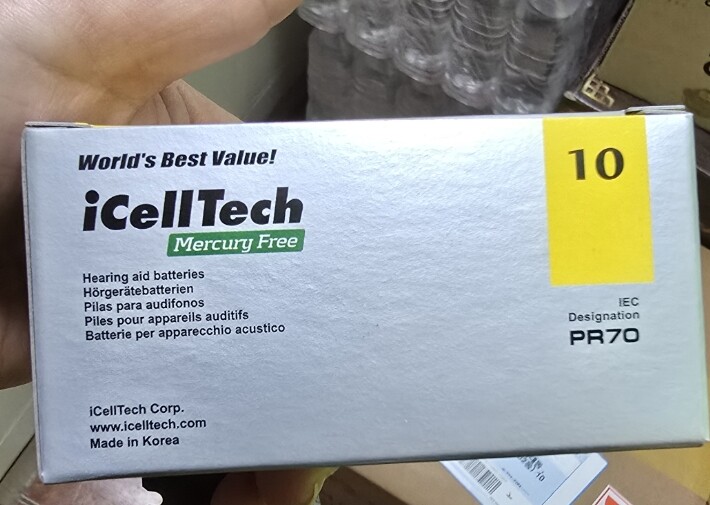 World's Best Value!
iCellTech
Mercury Free
Hearing aid batteries
Hörgerätebatterien
Pilas para audifonos
Piles pour appareils auditifs
Batterie per apparecchio acustico
iCellTech Corp.
www.icelltech.com
Made in Korea
10
IEC
Designation
PR70